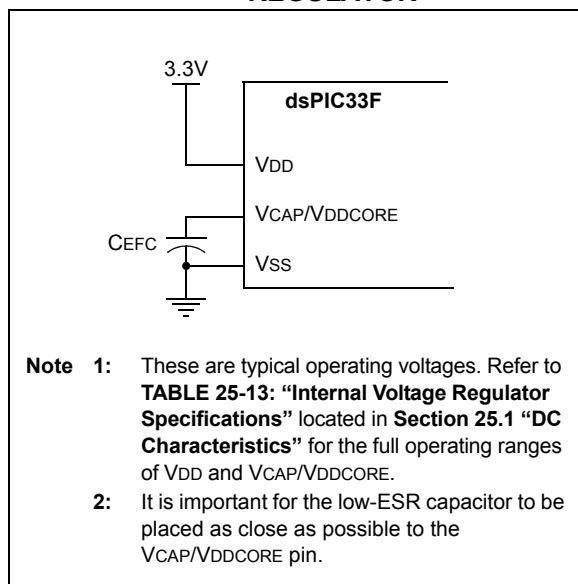 REGULATOR
3.3V
dsPIC33F
VDD
VCAP/VDDCORE
CEFC
VSS
Note 1: These are typical operating voltages. Refer to
TABLE 25-13: “Internal Voltage Regulator
Specifications” located in Section 25.1 “DC
Characteristics” for the full operating ranges
of VDD and VCAP/VDDCORE.
2: It is important for the low-ESR capacitor to be
placed as close as possible to the
VCAP/VDDCORE pin.